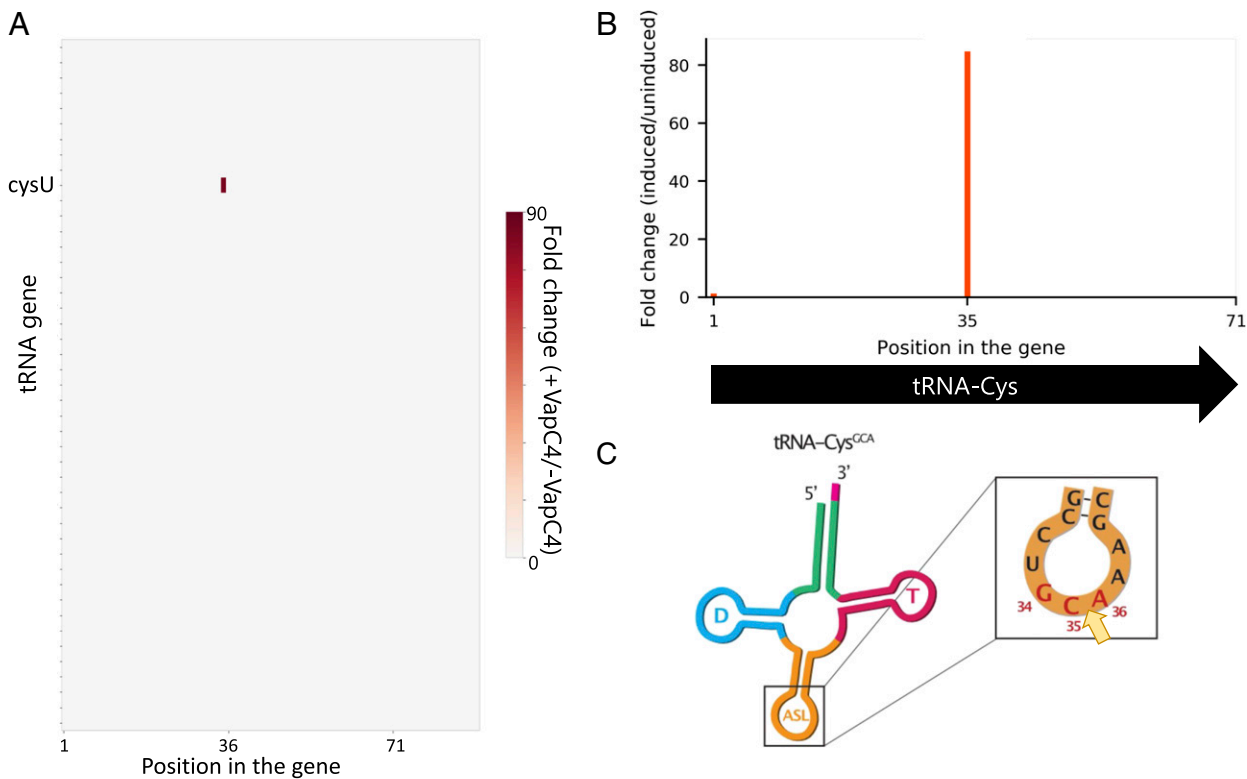 A
cysU
tRNA gene
1
36
71
Position in the gene
90
Fold change (+VapC4/-VapC4)
0
B
Fold change (induced/uninduced)
80
60
40
20
0
1
35
71
Position in the gene
tRNA-Cys
C
tRNA–CysGCA
5’
3’
D
T
ASL
G C
C G
C A
U A
G C A
34
35
36